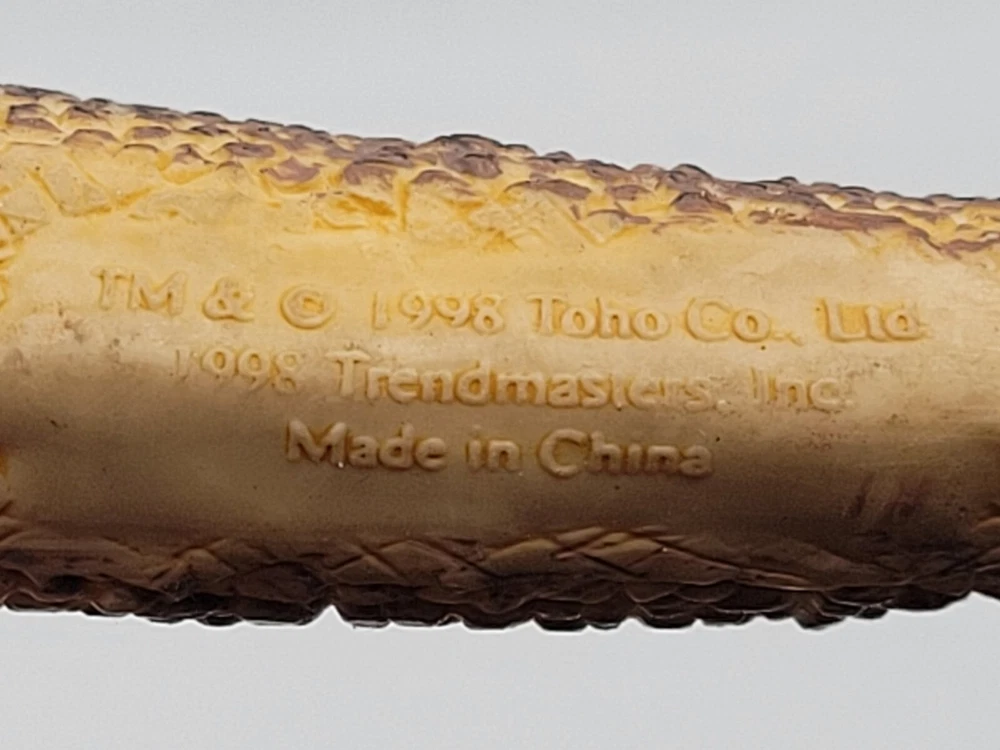 TM & © 1998 Toho Co., Ltd.
1998 Trendmasters, Inc.
Made in China